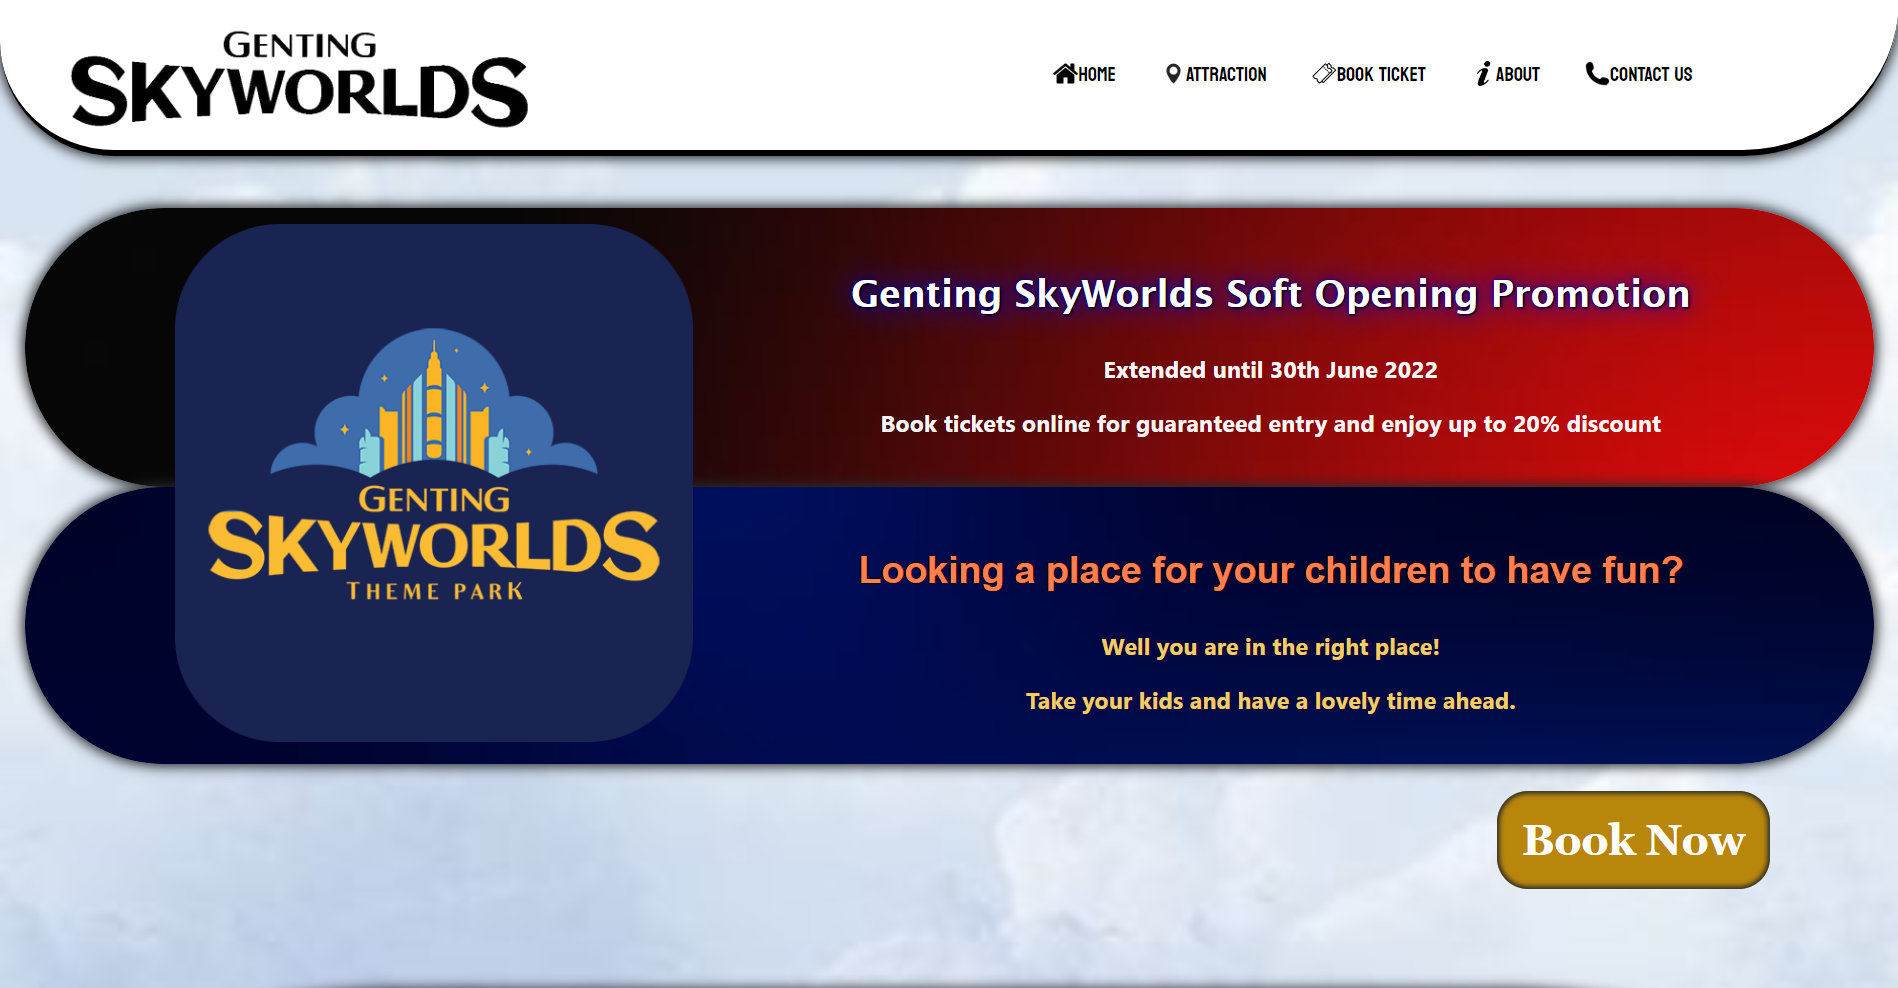 GENTING
SKYWORLDS
HOME
ATTRACTION
BOOK TICKET
ABOUT
CONTACT US
Genting SkyWorlds Soft Opening Promotion
Extended until 30th June 2022
Book tickets online for guaranteed entry and enjoy up to 20% discount
GENTING
SKYWORLDS
THEME PARK
Looking a place for your children to have fun?
Well you are in the right place!
Take your kids and have a lovely time ahead.
Book Now